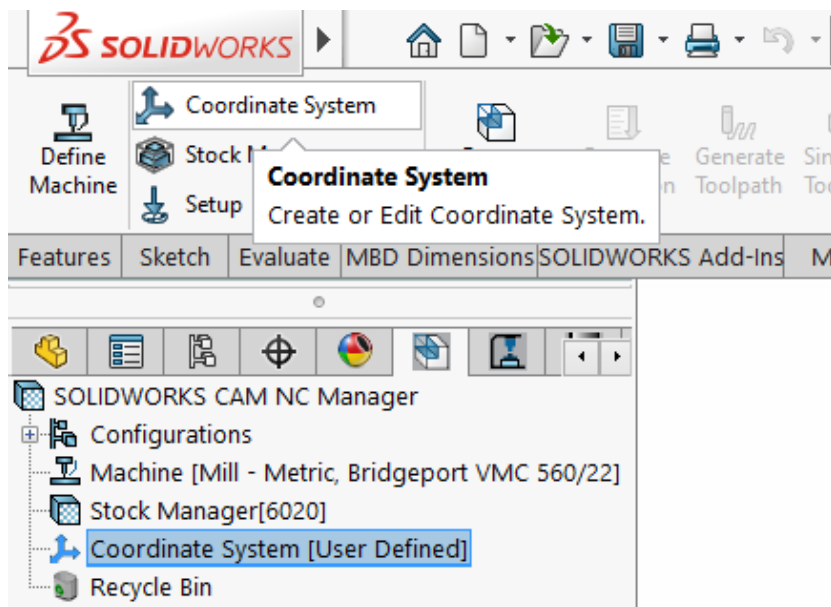 SOLIDWORKS
Coordinate System
Define
Machine
Stock M
Setup
Coordinate System
Create or Edit Coordinate System.
Generate
Toolpath
Features Sketch Evaluate MBD Dimensions SOLIDWORKS Add-Ins
SOLIDWORKS CAM NC Manager
Configurations
Machine [Mill - Metric, Bridgeport VMC 560/22]
Stock Manager[6020]
Coordinate System [User Defined]
Recycle Bin